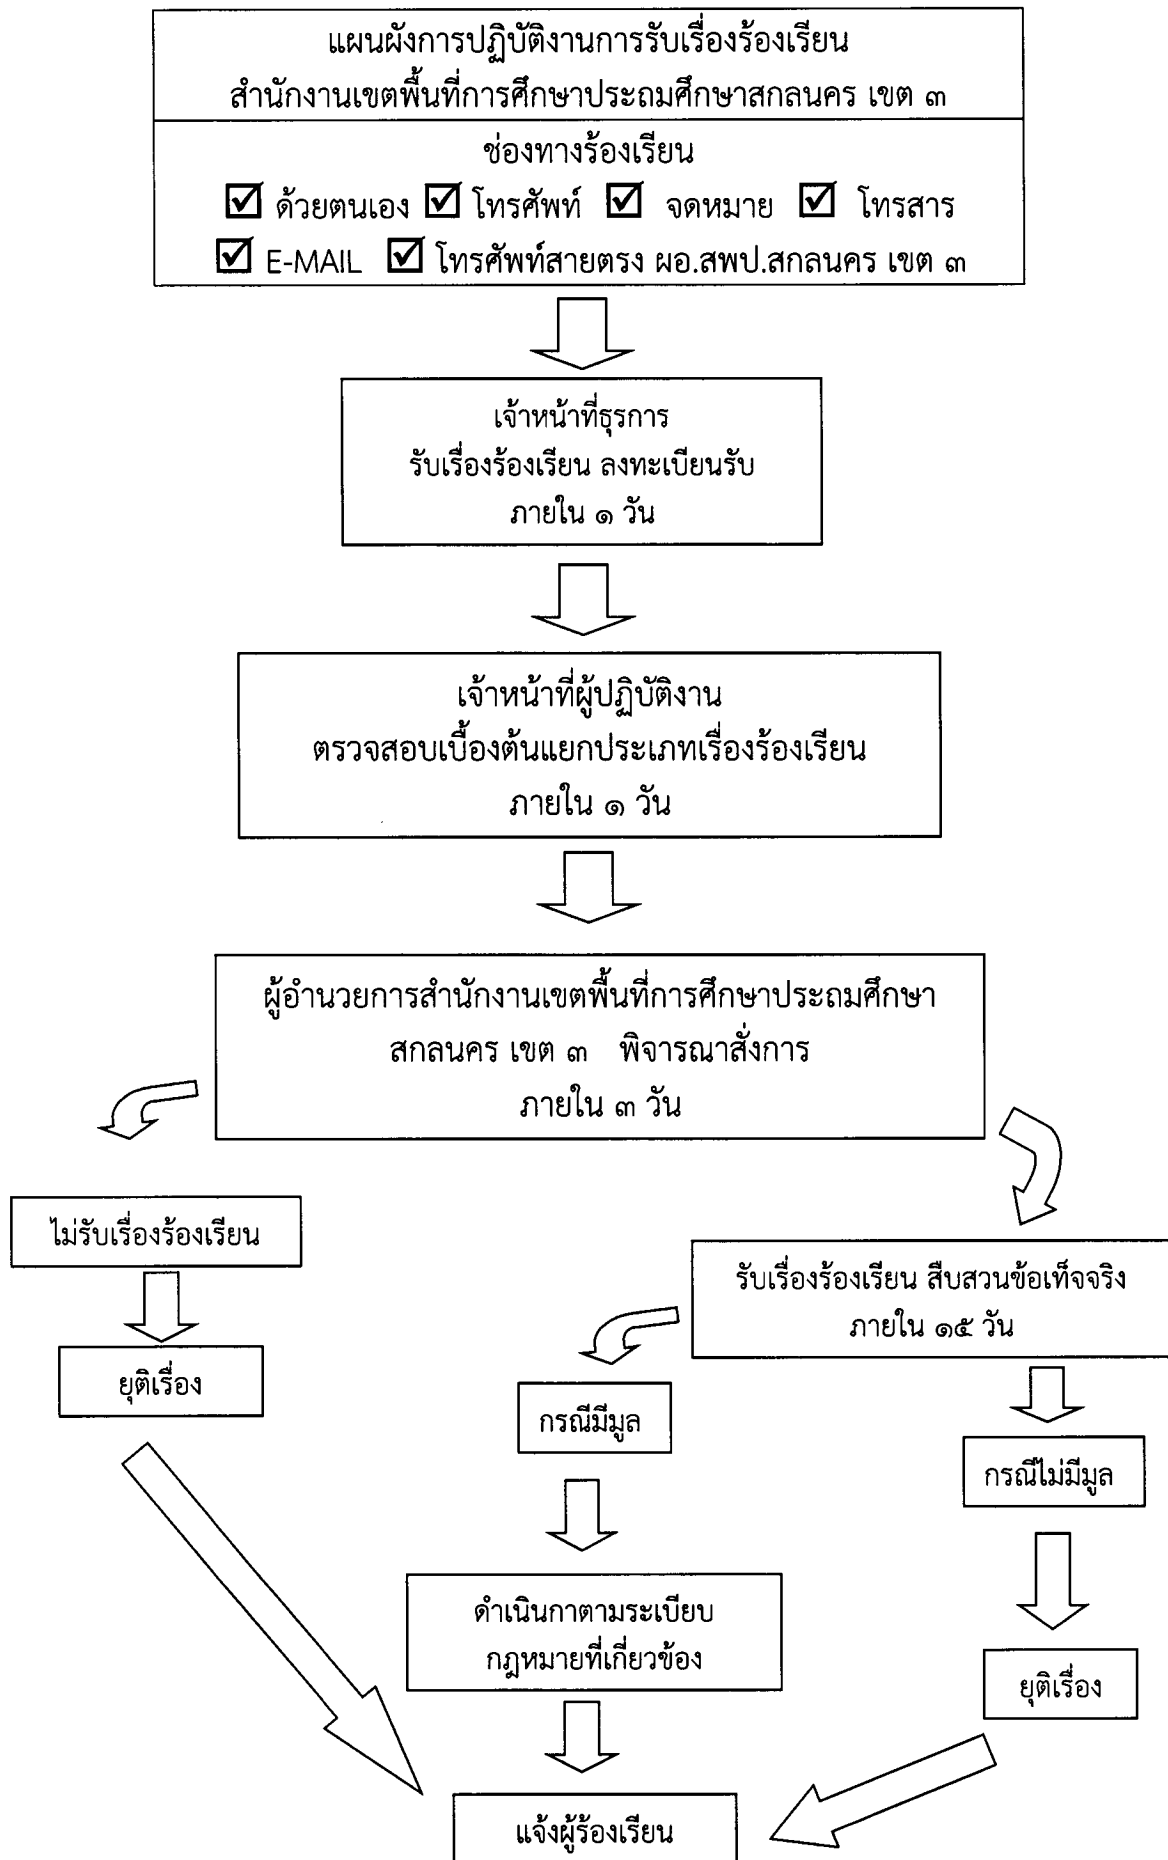 แผนผังการปฏิบัติงานการรับเรื่องร้องเรียน
สำนักงานเขตพื้นที่การศึกษาประถมศึกษาสกลนคร เขต ๓
ช่องทางร้องเรียน
☑ ด้วยตนเอง ☑ โทรศัพท์ ☑ จดหมาย ☑ โทรสาร
☑ E-MAIL ☑ โทรศัพท์สายตรง ผอ.สพป.สกลนคร เขต ๓
เจ้าหน้าที่ธุรการ
รับเรื่องร้องเรียน ลงทะเบียนรับ
ภายใน ๑ วัน
เจ้าหน้าที่ผู้ปฏิบัติงาน
ตรวจสอบเบื้องต้นแยกประเภทเรื่องร้องเรียน
ภายใน ๑ วัน
ผู้อำนวยการสำนักงานเขตพื้นที่การศึกษาประถมศึกษา
สกลนคร เขต ๓ พิจารณาสั่งการ
ภายใน ๓ วัน
ไม่รับเรื่องร้องเรียน
รับเรื่องร้องเรียน สืบสวนข้อเท็จจริง
ภายใน ๑๕ วัน
ยุติเรื่อง
กรณีมีมูล
กรณีไม่มีมูล
ดำเนินกาตามระเบียบ
กฎหมายที่เกี่ยวข้อง
ยุติเรื่อง
แจ้งผู้ร้องเรียน